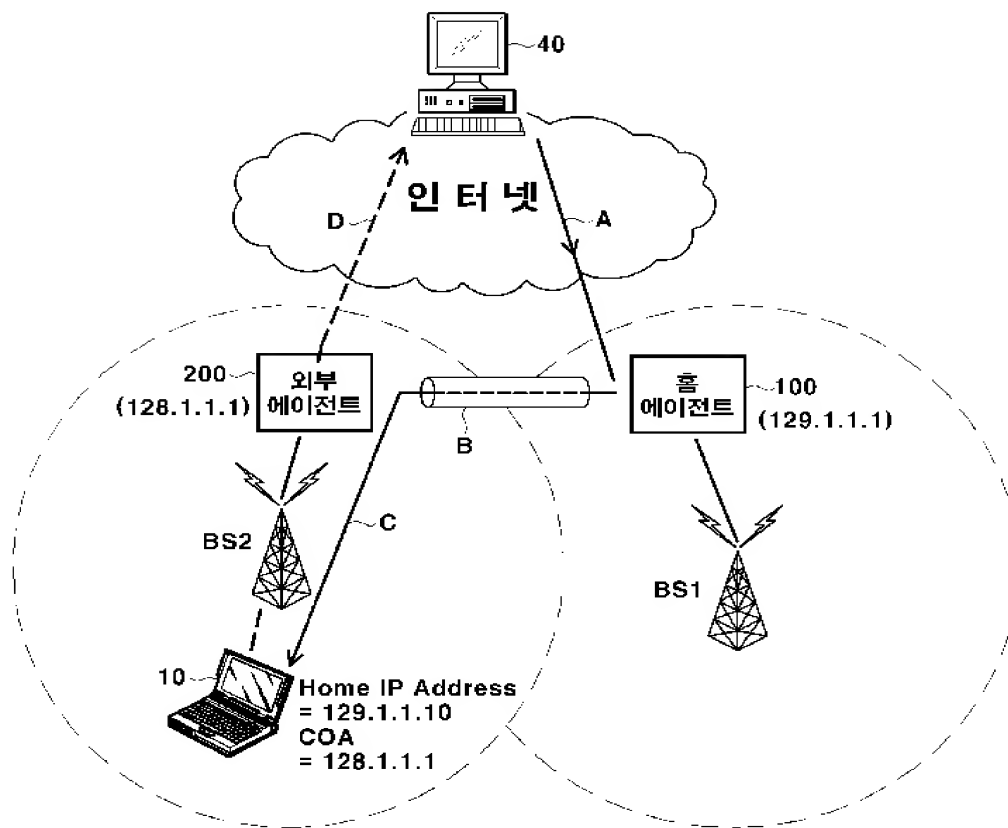 40
인 터 넷
D
A
200
(128.1.1.1)
외부
에이전트
홈
에이전트
100
(129.1.1.1)
B
C
BS2
BS1
10
Home IP Address
= 129.1.1.10
COA
= 128.1.1.1